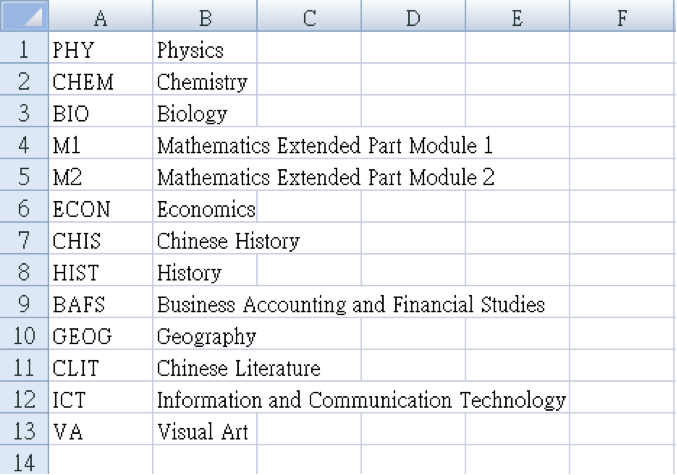 A B C D E F
1 PHY Physics
2 CHEM Chemistry
3 BIO Biology
4 M1 Mathematics Extended Part Module 1
5 M2 Mathematics Extended Part Module 2
6 ECON Economics
7 CHIS Chinese History
8 HIST History
9 BAFS Business Accounting and Financial Studies
10 GEOG Geography
11 CLIT Chinese Literature
12 ICT Information and Communication Technology
13 VA Visual Art
14